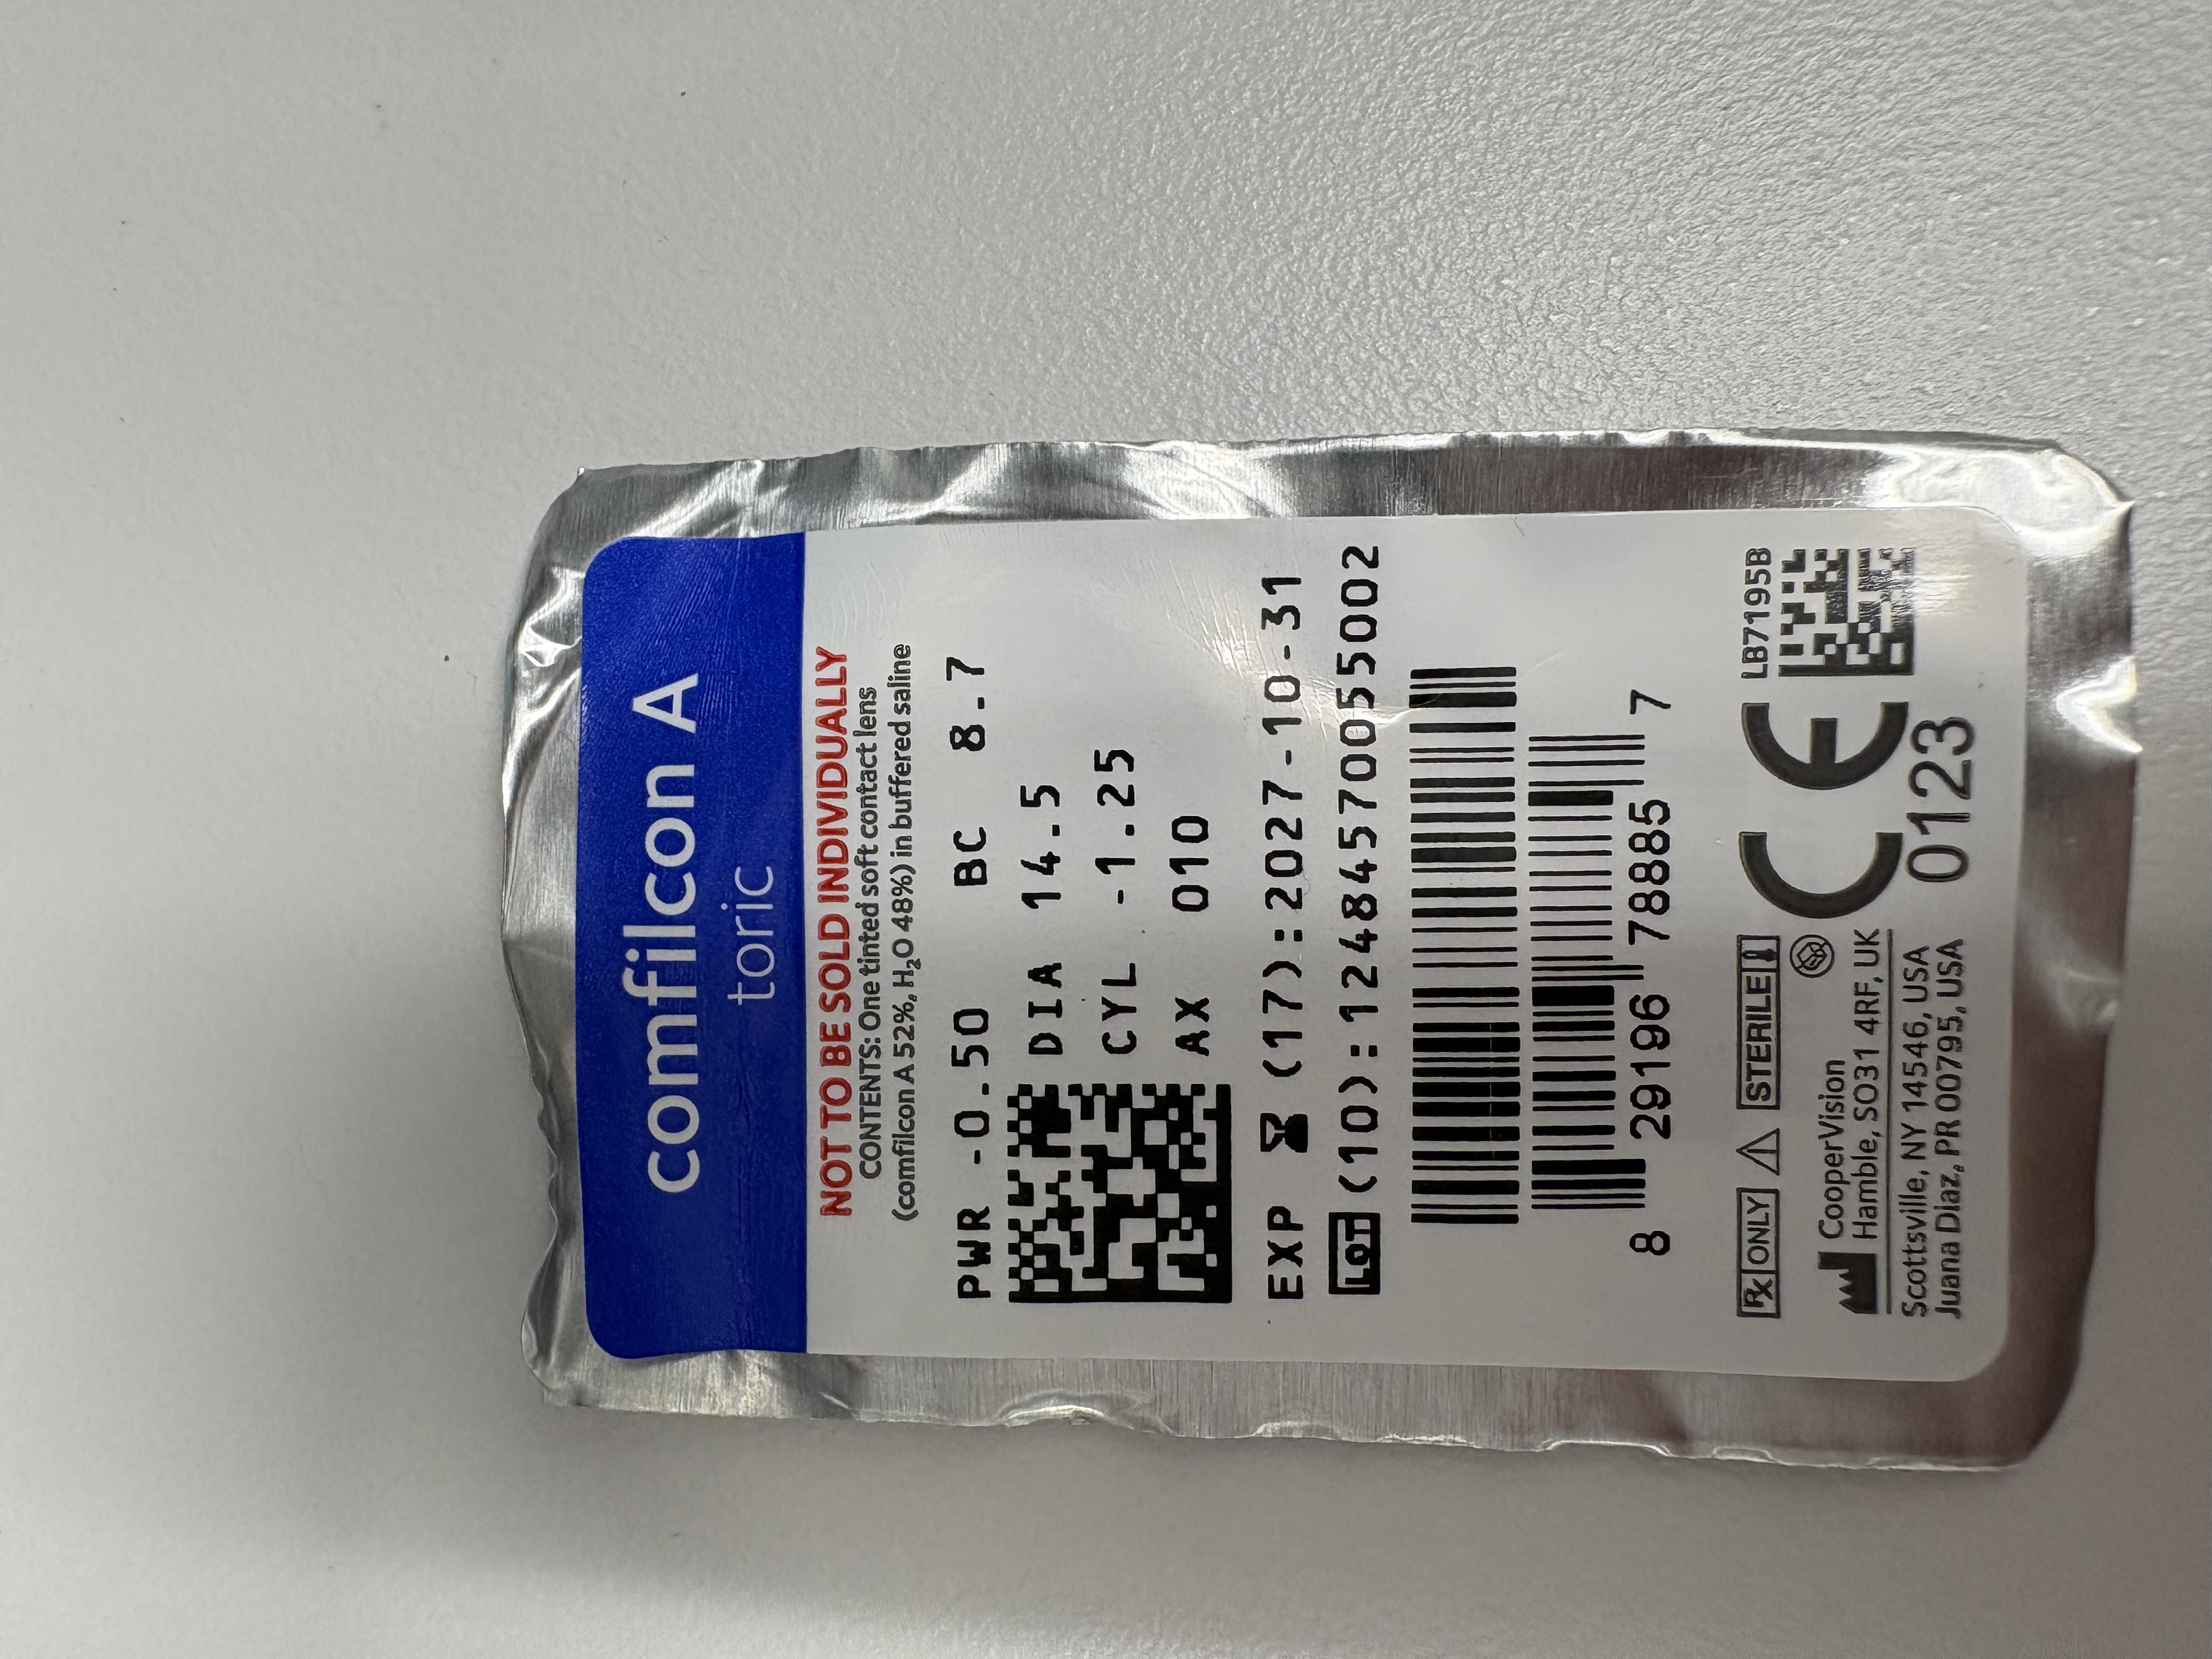 comfilcon A
toric
NOT TO BE SOLD INDIVIDUALLY
CONTENTS: One tinted soft contact lens
(comfilcon A 52%, H₂O 48%) in buffered saline
PWR -0.50 BC 8.7
DIA 14.5
CYL -1.25
AX 010
EXP (17):2027-10-31
LOT (10):12484570055002
8 29196 78885 7
Rx ONLY STERILE
LB7195B
CooperVision
Hamble, SO31 4RF, UK
Scottsville, NY 14546, USA
Juana Diaz, PR 00795, USA
CE
0123